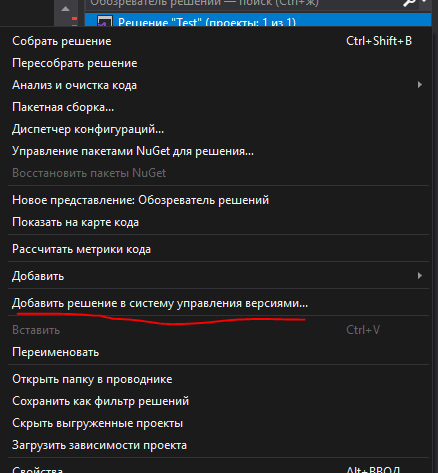 Обозреватель решений — поиск (Ctrl+ж)
Решение "Test" (проекты: 1 из 1)
Собрать решение Ctrl+Shift+B
Пересобрать решение
Анализ и очистка кода
Пакетная сборка...
Диспетчер конфигураций...
Управление пакетами NuGet для решения...
Восстановить пакеты NuGet
Новое представление: Обозреватель решений
Показать на карте кода
Рассчитать метрики кода
Добавить
Добавить решение в систему управления версиями...
Вставить Ctrl+V
Переименовать
Открыть папку в проводнике
Сохранить как фильтр решений
Скрыть выгруженные проекты
Загрузить зависимости проекта
Свойства Alt+ВВОД